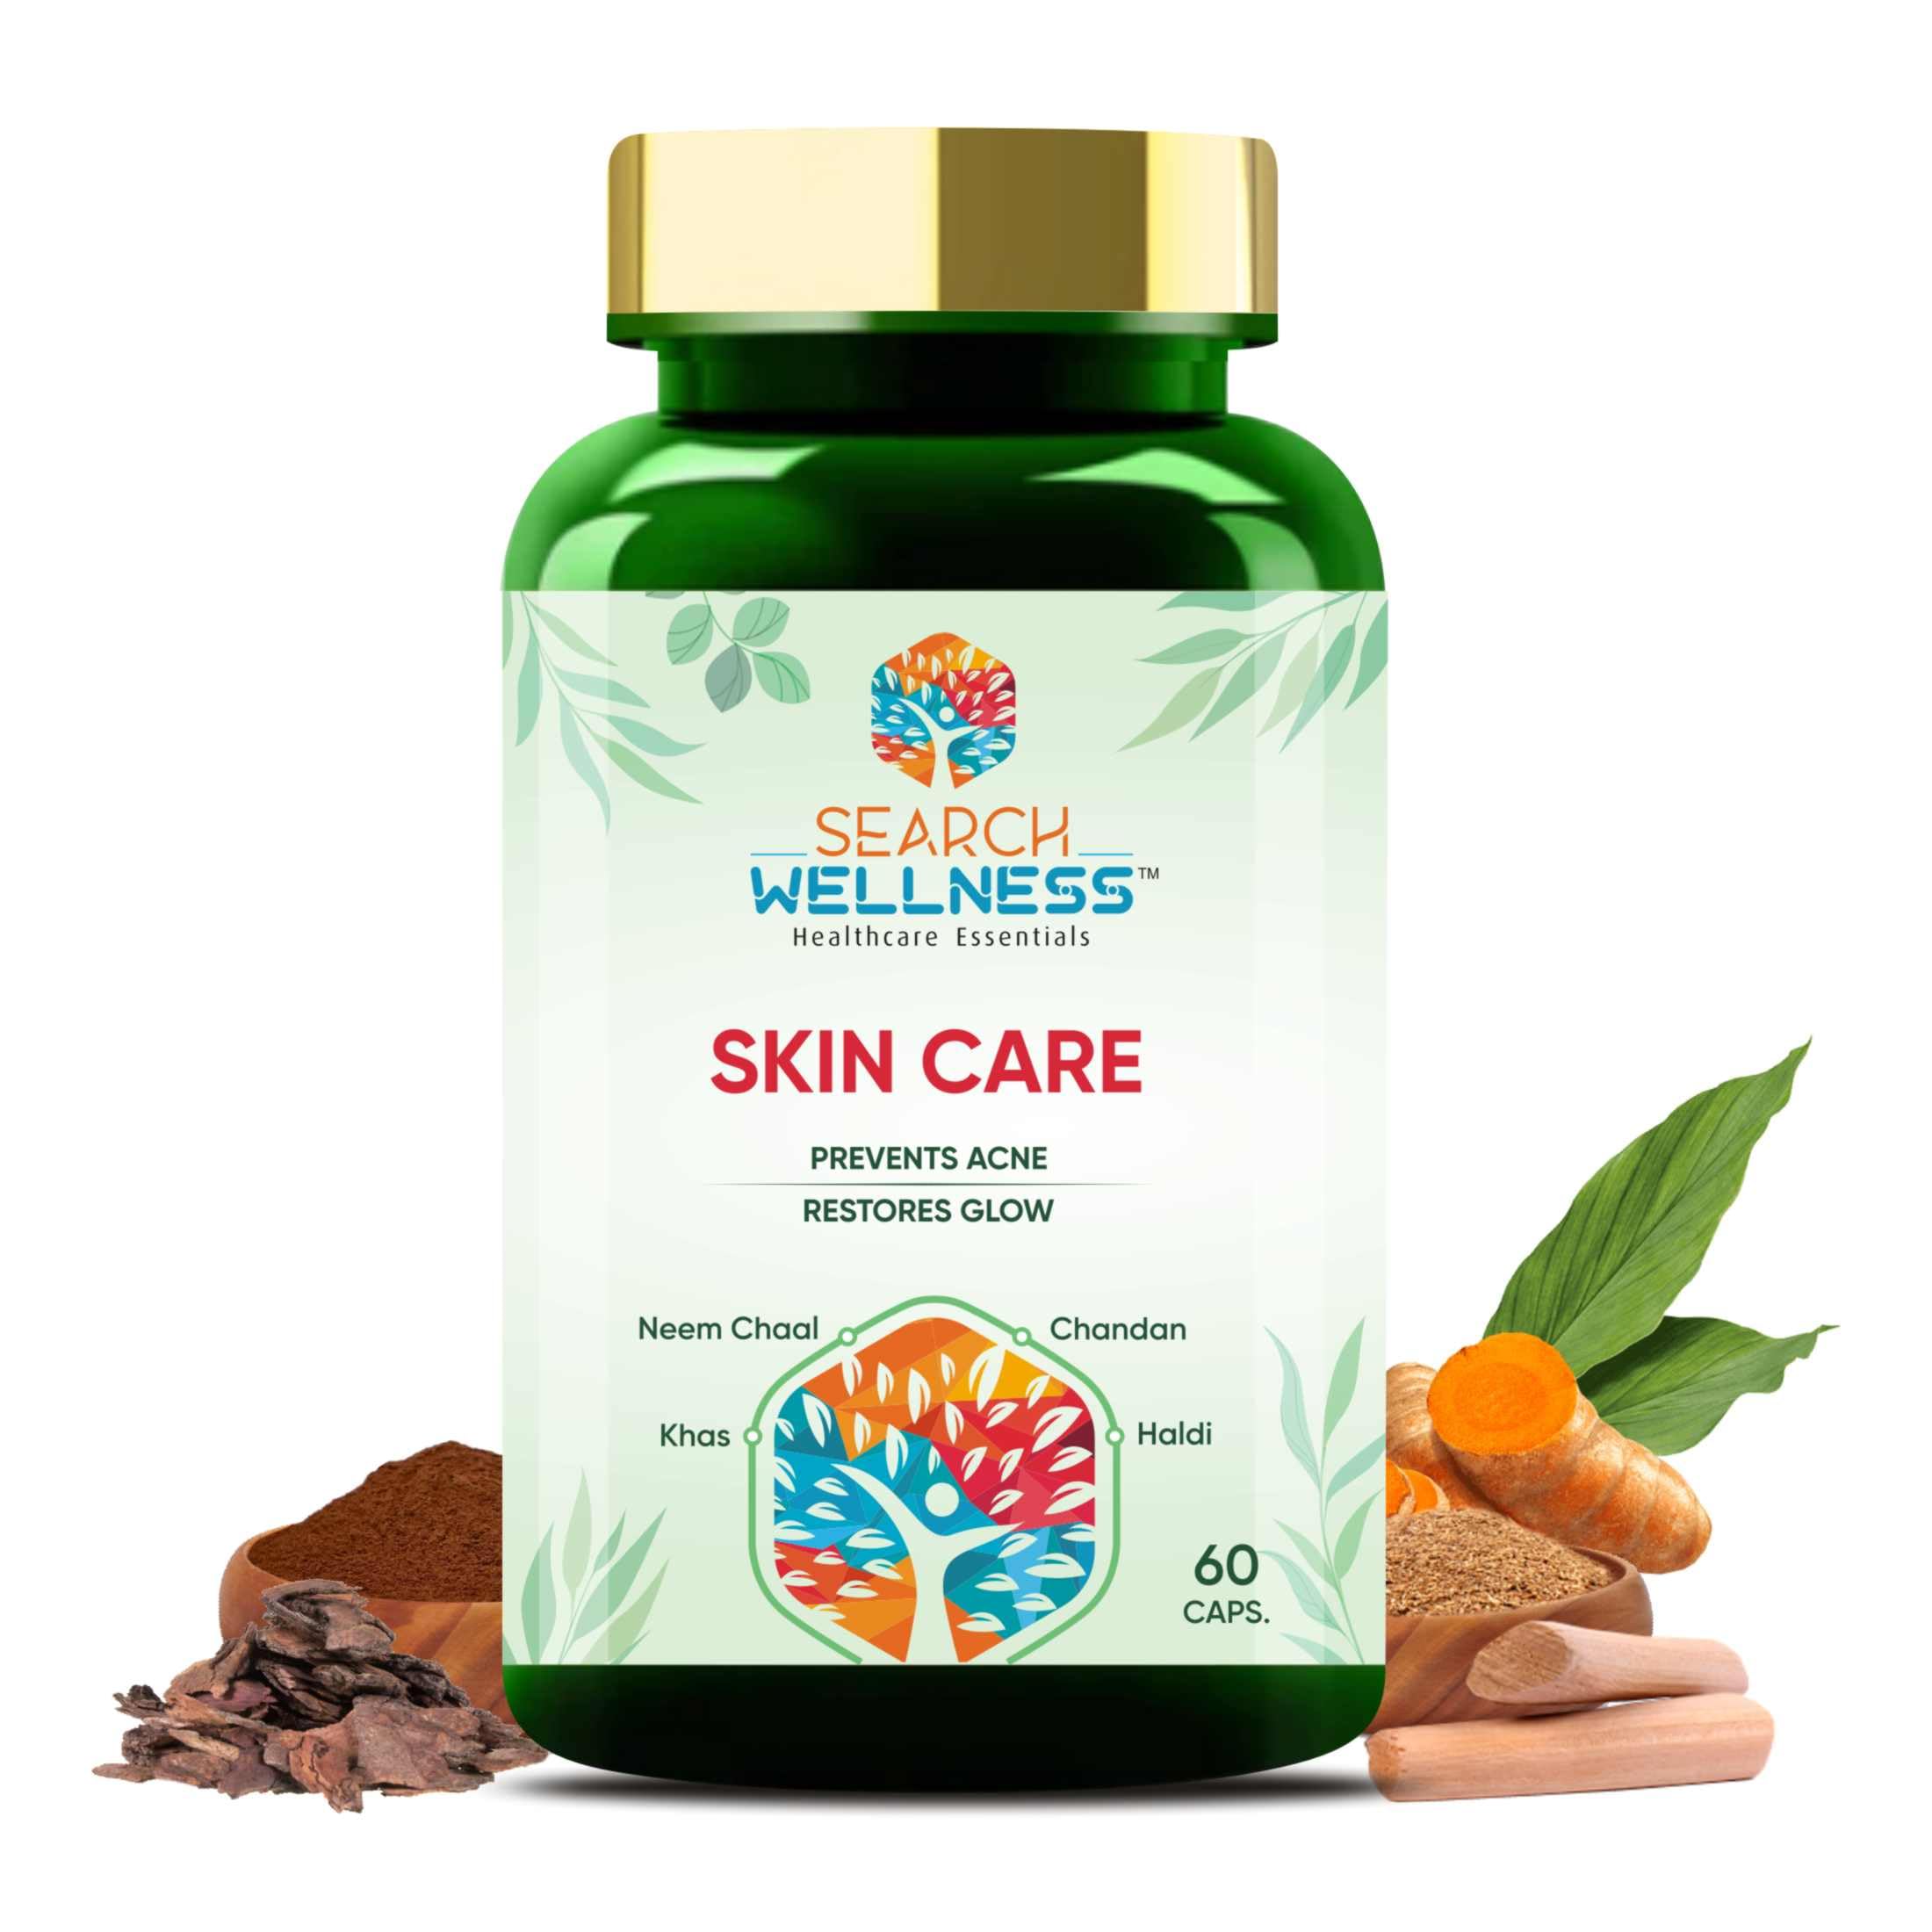 SEARCH
WELLNESS™
Healthcare Essentials
SKIN CARE
PREVENTS ACNE
RESTORES GLOW
Neem Chaal
Chandan
Khas
Haldi
60
CAPS.